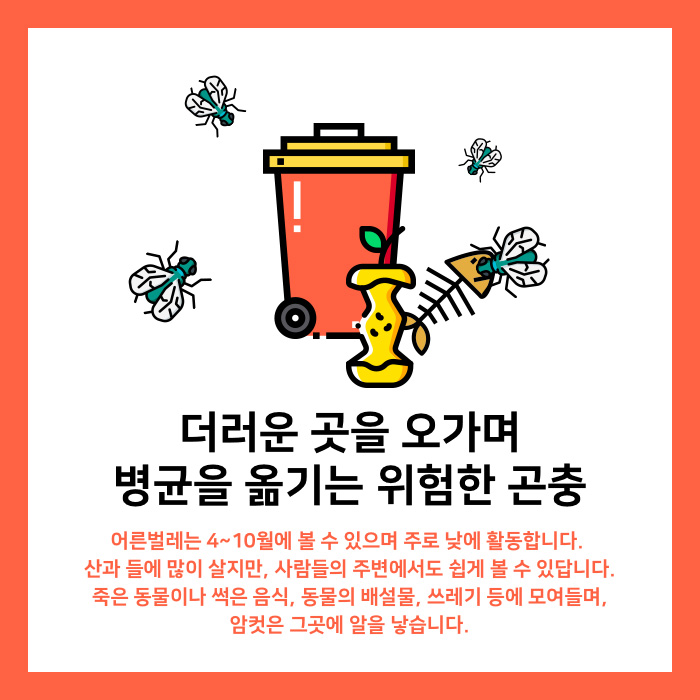 더러운 곳을 오가며
병균을 옮기는 위험한 곤충
어른벌레는 4~10월에 볼 수 있으며 주로 낮에 활동합니다.
산과 들에 많이 살지만, 사람들의 주변에서도 쉽게 볼 수 있답니다.
죽은 동물이나 썩은 음식, 동물의 배설물, 쓰레기 등에 모여들며,
암컷은 그곳에 알을 낳습니다.